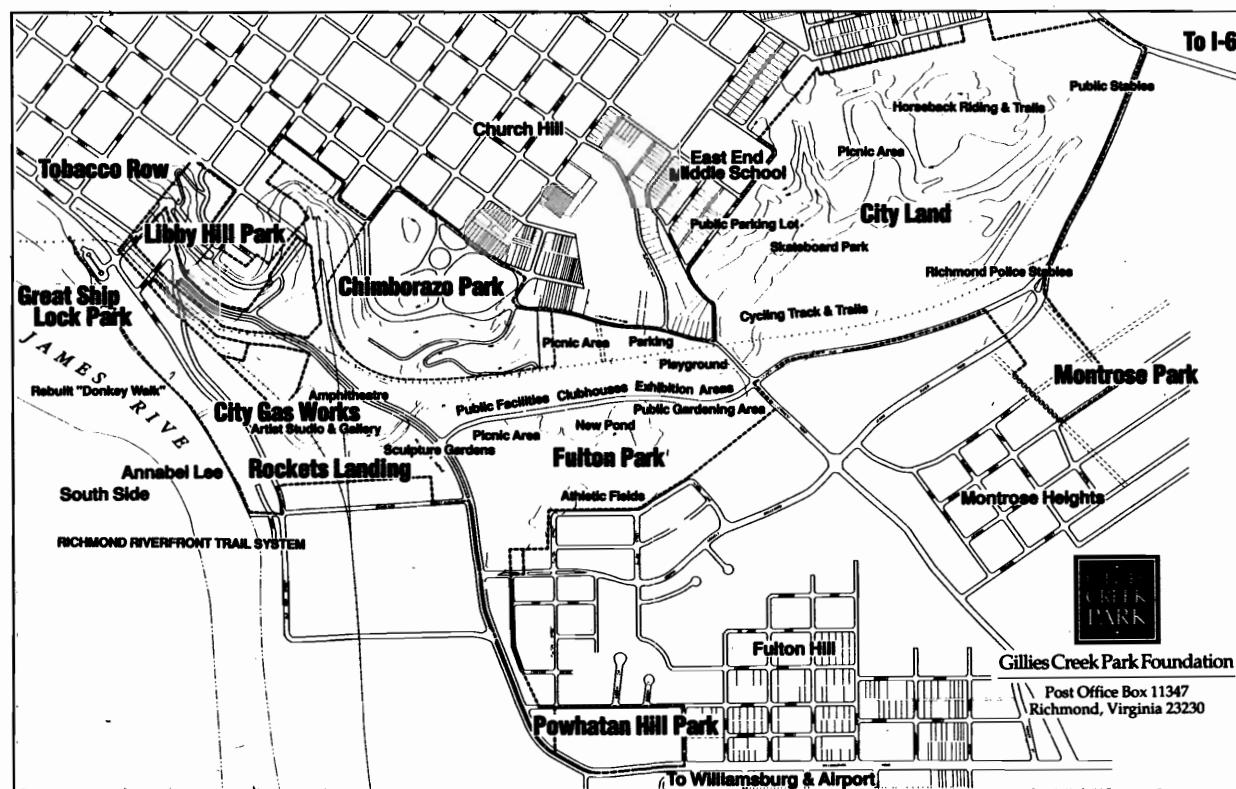 To I-6
Public Stables
Horseback Riding & Trails
Church Hill
Picnic Area
East End
Middle School
Tobacco Row
City Land
Public Parking Lot
Libby Hill Park
Skateboard Park
Richmond Police Stables
Chimborazo Park
Great Ship
Lock Park
Cycling Track & Trails
Picnic Area
Parking
Playground
JAMES RIVER
Montrose Park
Rebuilt "Donkey Walk"
Amphitheatre
Public Facilities Clubhouses Exhibition Areas
City Gas Works
Public Gardening Area
Artist Studio & Gallery
New Pond
Picnic Area
Sculpture Gardens
Fulton Park
Rockets Landing
Annabel Lee
South Side
Athletic Fields
Montrose Heights
RICHMOND RIVERFRONT TRAIL SYSTEM
CREEK
PARK
Fulton Hill
Gillies Creek Park Foundation
Post Office Box 11347
Richmond, Virginia 23230
Powhatan Hill Park
To Williamsburg & Airport